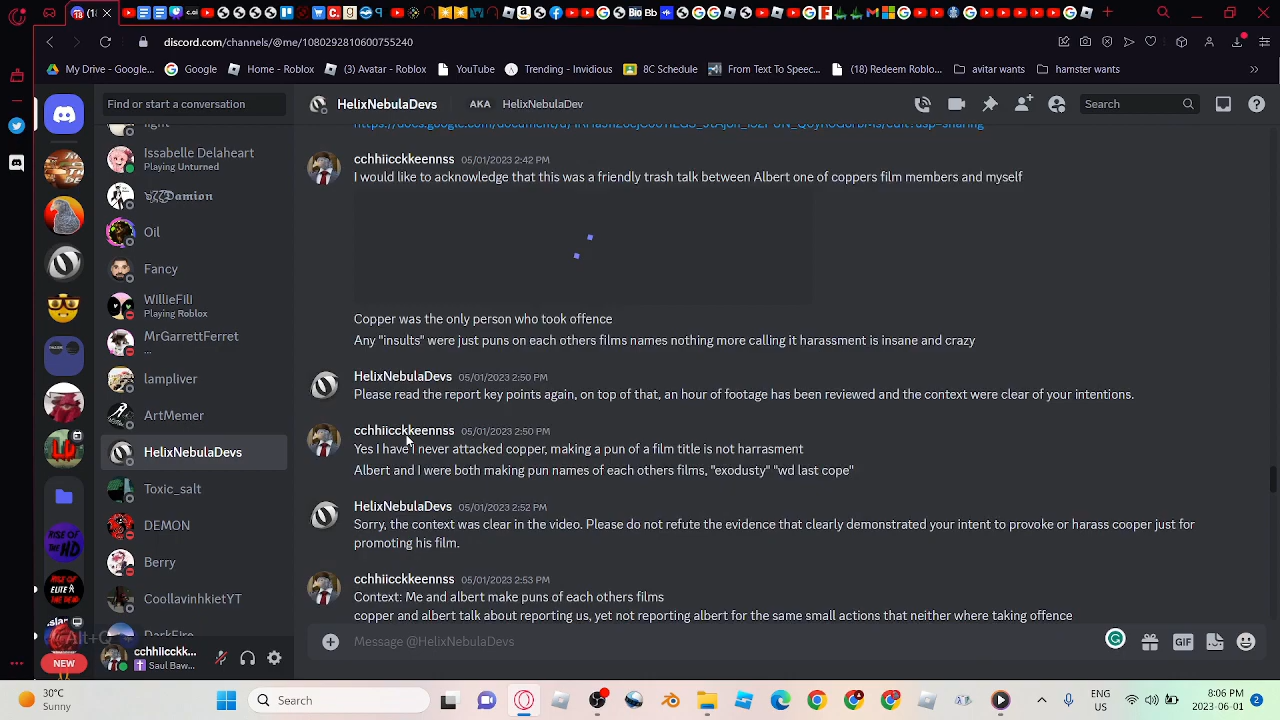 18
(1
discord.com/channels/@me/1080292810600755240
My Drive - Google...
Google
Home - Roblox
(3) Avatar - Roblox
YouTube
Trending - Invidious
8C Schedule
From Text To Speec...
(18) Redeem Roblo...
avitar wants
hamster wants
Find or start a conversation
HelixNebulaDevs
AKA
HelixNebulaDev
Search
light
Issabelle Delaheart
Playing Unturned
Damion
Oil
Fancy
WillieFili
Playing Roblox
MrGarrettFerret
...
lampliver
ArtMemer
HelixNebulaDevs
Toxic_salt
DEMON
Berry
CoollavinhkietYT
cchhiicckk...
Saul Baw...
NEW
Alt+Q
cchhiicckkeennss 05/01/2023 2:42 PM
I would like to acknowledge that this was a friendly trash talk between Albert one of coppers film members and myself
Copper was the only person who took offence
Any "insults" were just puns on each others films names nothing more calling it harassment is insane and crazy
HelixNebulaDevs 05/01/2023 2:50 PM
Please read the report key points again, on top of that, an hour of footage has been reviewed and the context were clear of your intentions.
cchhiicckkeennss 05/01/2023 2:50 PM
Yes I have I never attacked copper, making a pun of a film title is not harrasment
Albert and I were both making pun names of each others films, "exodusty" "wd last cope"
HelixNebulaDevs 05/01/2023 2:52 PM
Sorry, the context was clear in the video. Please do not refute the evidence that clearly demonstrated your intent to provoke or harass cooper just for
promoting his film.
cchhiicckkeennss 05/01/2023 2:53 PM
Context: Me and albert make puns of each others films
copper and albert talk about reporting us, yet not reporting albert for the same small actions that neither where taking offence
Message @HelixNebulaDevs
GIF
30°C
Sunny
Search
ENG
US
8:06 PM
2023-06-01
2